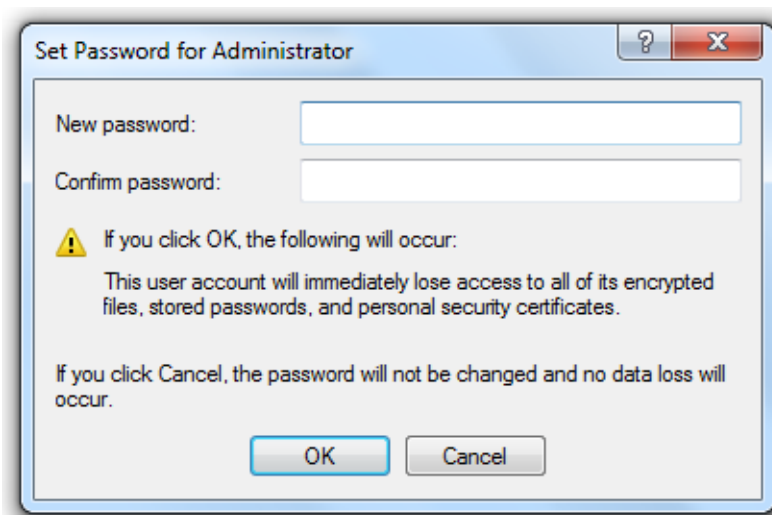 Set Password for Administrator
New password:
Confirm password:
If you click OK, the following will occur:
This user account will immediately lose access to all of its encrypted
files, stored passwords, and personal security certificates.
If you click Cancel, the password will not be changed and no data loss will
occur.
OK
Cancel